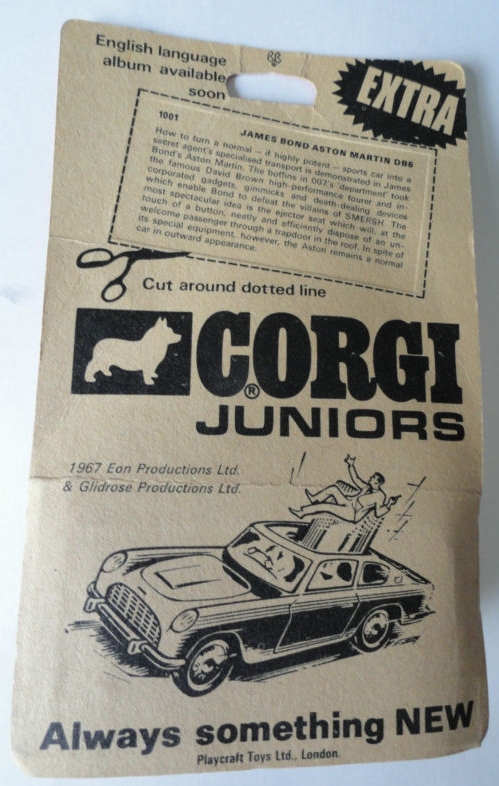 English language
album available
soon
EXTRA
1001
JAMES BOND ASTON MARTIN DB6
How to turn a normal — if highly potent — sports car into a
secret agent's specialised transport is demonstrated in James
Bond's Aston Martin. The boffins in 007's 'department' took
the famous David Brown high-performance tourer and in-
corporated gadgets, gimmicks and death-dealing devices
which enable Bond to defeat the villains of SMERSH. The
most spectacular idea is the ejector seat which will, at the
touch of a button, neatly and efficiently dispose of an un-
welcome passenger through a trapdoor in the roof. In spite of
its special equipment, however, the Aston remains a normal
car in outward appearance.
Cut around dotted line
CORGI®
JUNIORS
1967 Eon Productions Ltd.
& Glidrose Productions Ltd.
Always something NEW
Playcraft Toys Ltd., London.